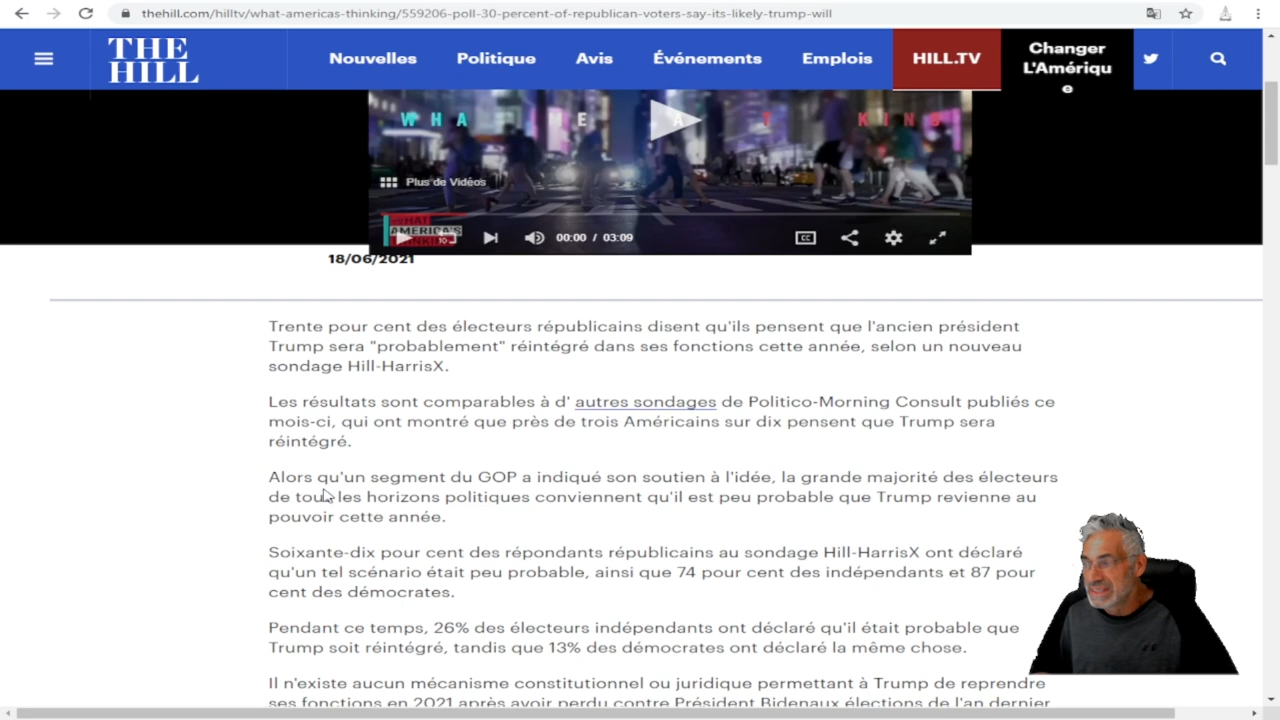 thehill.com/hilltv/what-americas-thinking/559206-poll-30-percent-of-republican-voters-say-its-likely-trump-will
THE
HILL
Nouvelles
Politique
Avis
Événements
Emplois
HILL.TV
Changer
L'Amériqu
e
W H A M E A T K I N G
Plus de Vidéos
WHAT
AMERICA'S
THINKING
10
00:00 / 03:09
CC
18/06/2021
Trente pour cent des électeurs républicains disent qu'ils pensent que l'ancien président
Trump sera "probablement" réintégré dans ses fonctions cette année, selon un nouveau
sondage Hill-HarrisX.
Les résultats sont comparables à d' autres sondages de Politico-Morning Consult publiés ce
mois-ci, qui ont montré que près de trois Américains sur dix pensent que Trump sera
réintégré.
Alors qu'un segment du GOP a indiqué son soutien à l'idée, la grande majorité des électeurs
de tous les horizons politiques conviennent qu'il est peu probable que Trump revienne au
pouvoir cette année.
Soixante-dix pour cent des répondants républicains au sondage Hill-HarrisX ont déclaré
qu'un tel scénario était peu probable, ainsi que 74 pour cent des indépendants et 87 pour
cent des démocrates.
Pendant ce temps, 26% des électeurs indépendants ont déclaré qu'il était probable que
Trump soit réintégré, tandis que 13% des démocrates ont déclaré la même chose.
Il n'existe aucun mécanisme constitutionnel ou juridique permettant à Trump de reprendre
ses fonctions en 2021 après avoir perdu contre Président Bidenaux élections de l'an dernier